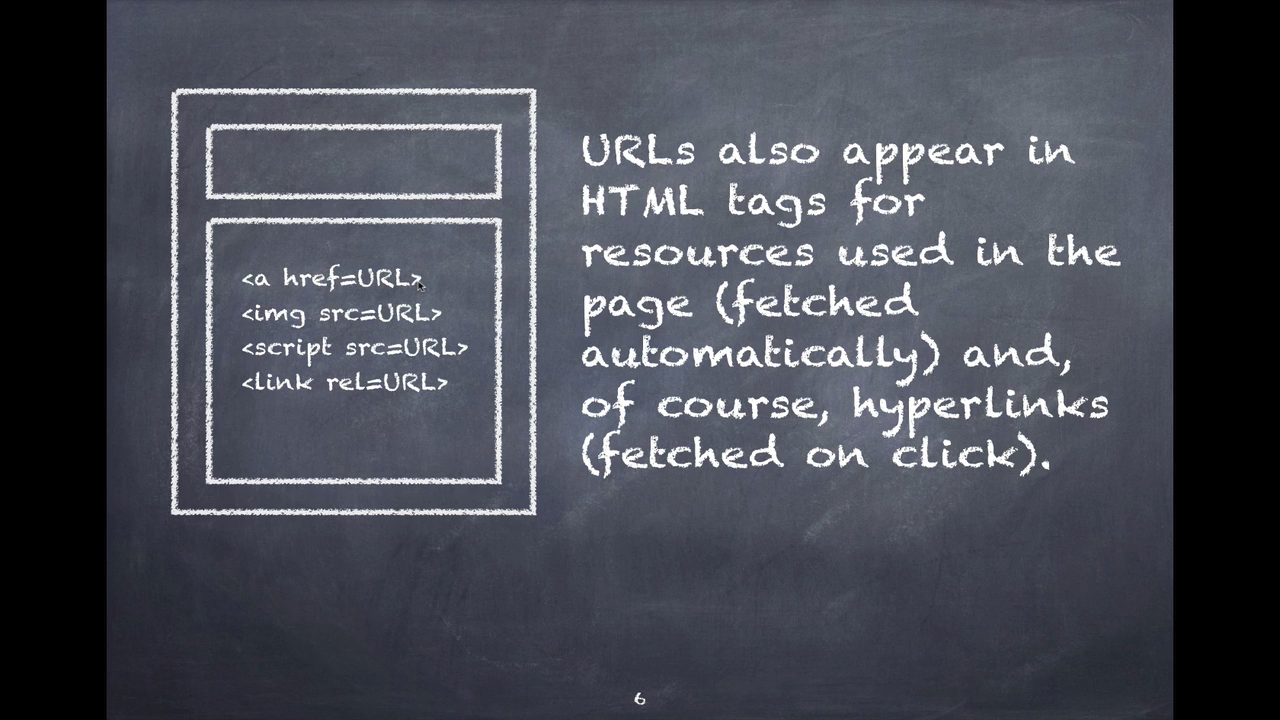 <a href=URL>
<img src=URL>
<script src=URL>
<link rel=URL>
URLs also appear in
HTML tags for
resources used in the
page (fetched
automatically) and,
of course, hyperlinks
(fetched on click).
6